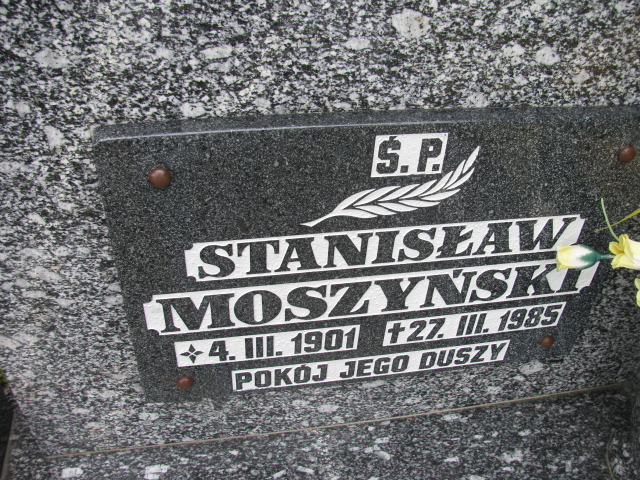 Ś.P.
STANISŁAW
MOSZYŃSKI
4. III. 1901 †27. III. 1985
POKÓJ JEGO DUSZY